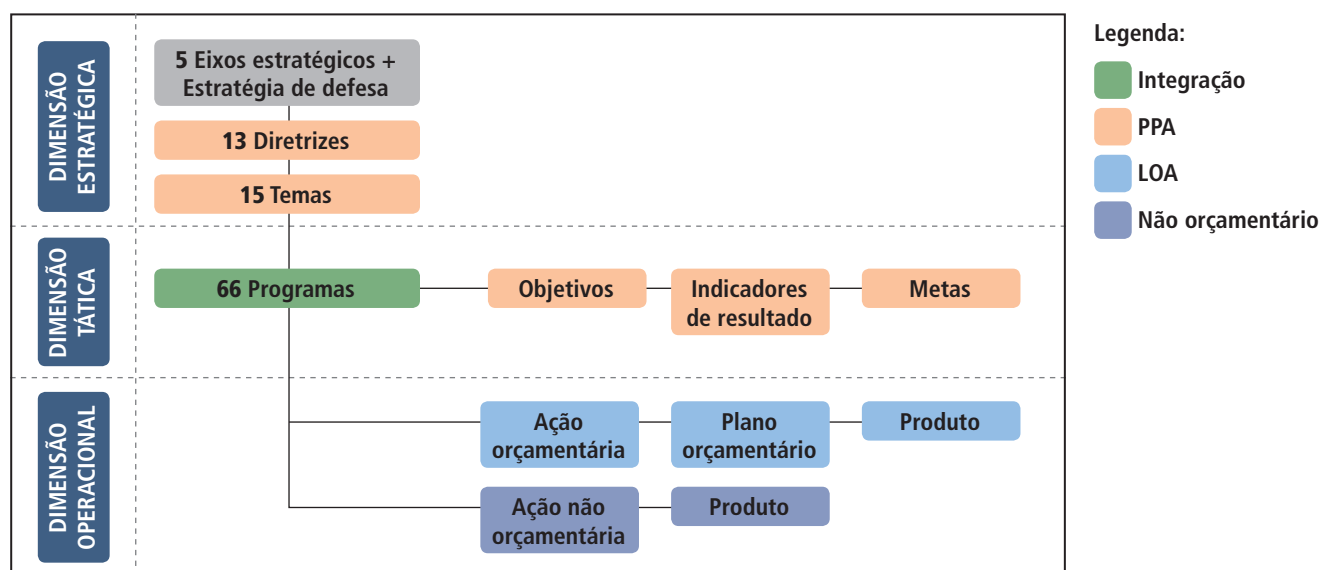 DIMENSÃO
ESTRATÉGICA
5 Eixos estratégicos +
Estratégia de defesa
13 Diretrizes
15 Temas
DIMENSÃO
TÁTICA
66 Programas
Objetivos
Indicadores
de resultado
Metas
DIMENSÃO
OPERACIONAL
Ação
orçamentária
Plano
orçamentário
Produto
Ação não
orçamentária
Produto
Legenda:
Integração
PPA
LOA
Não orçamentário